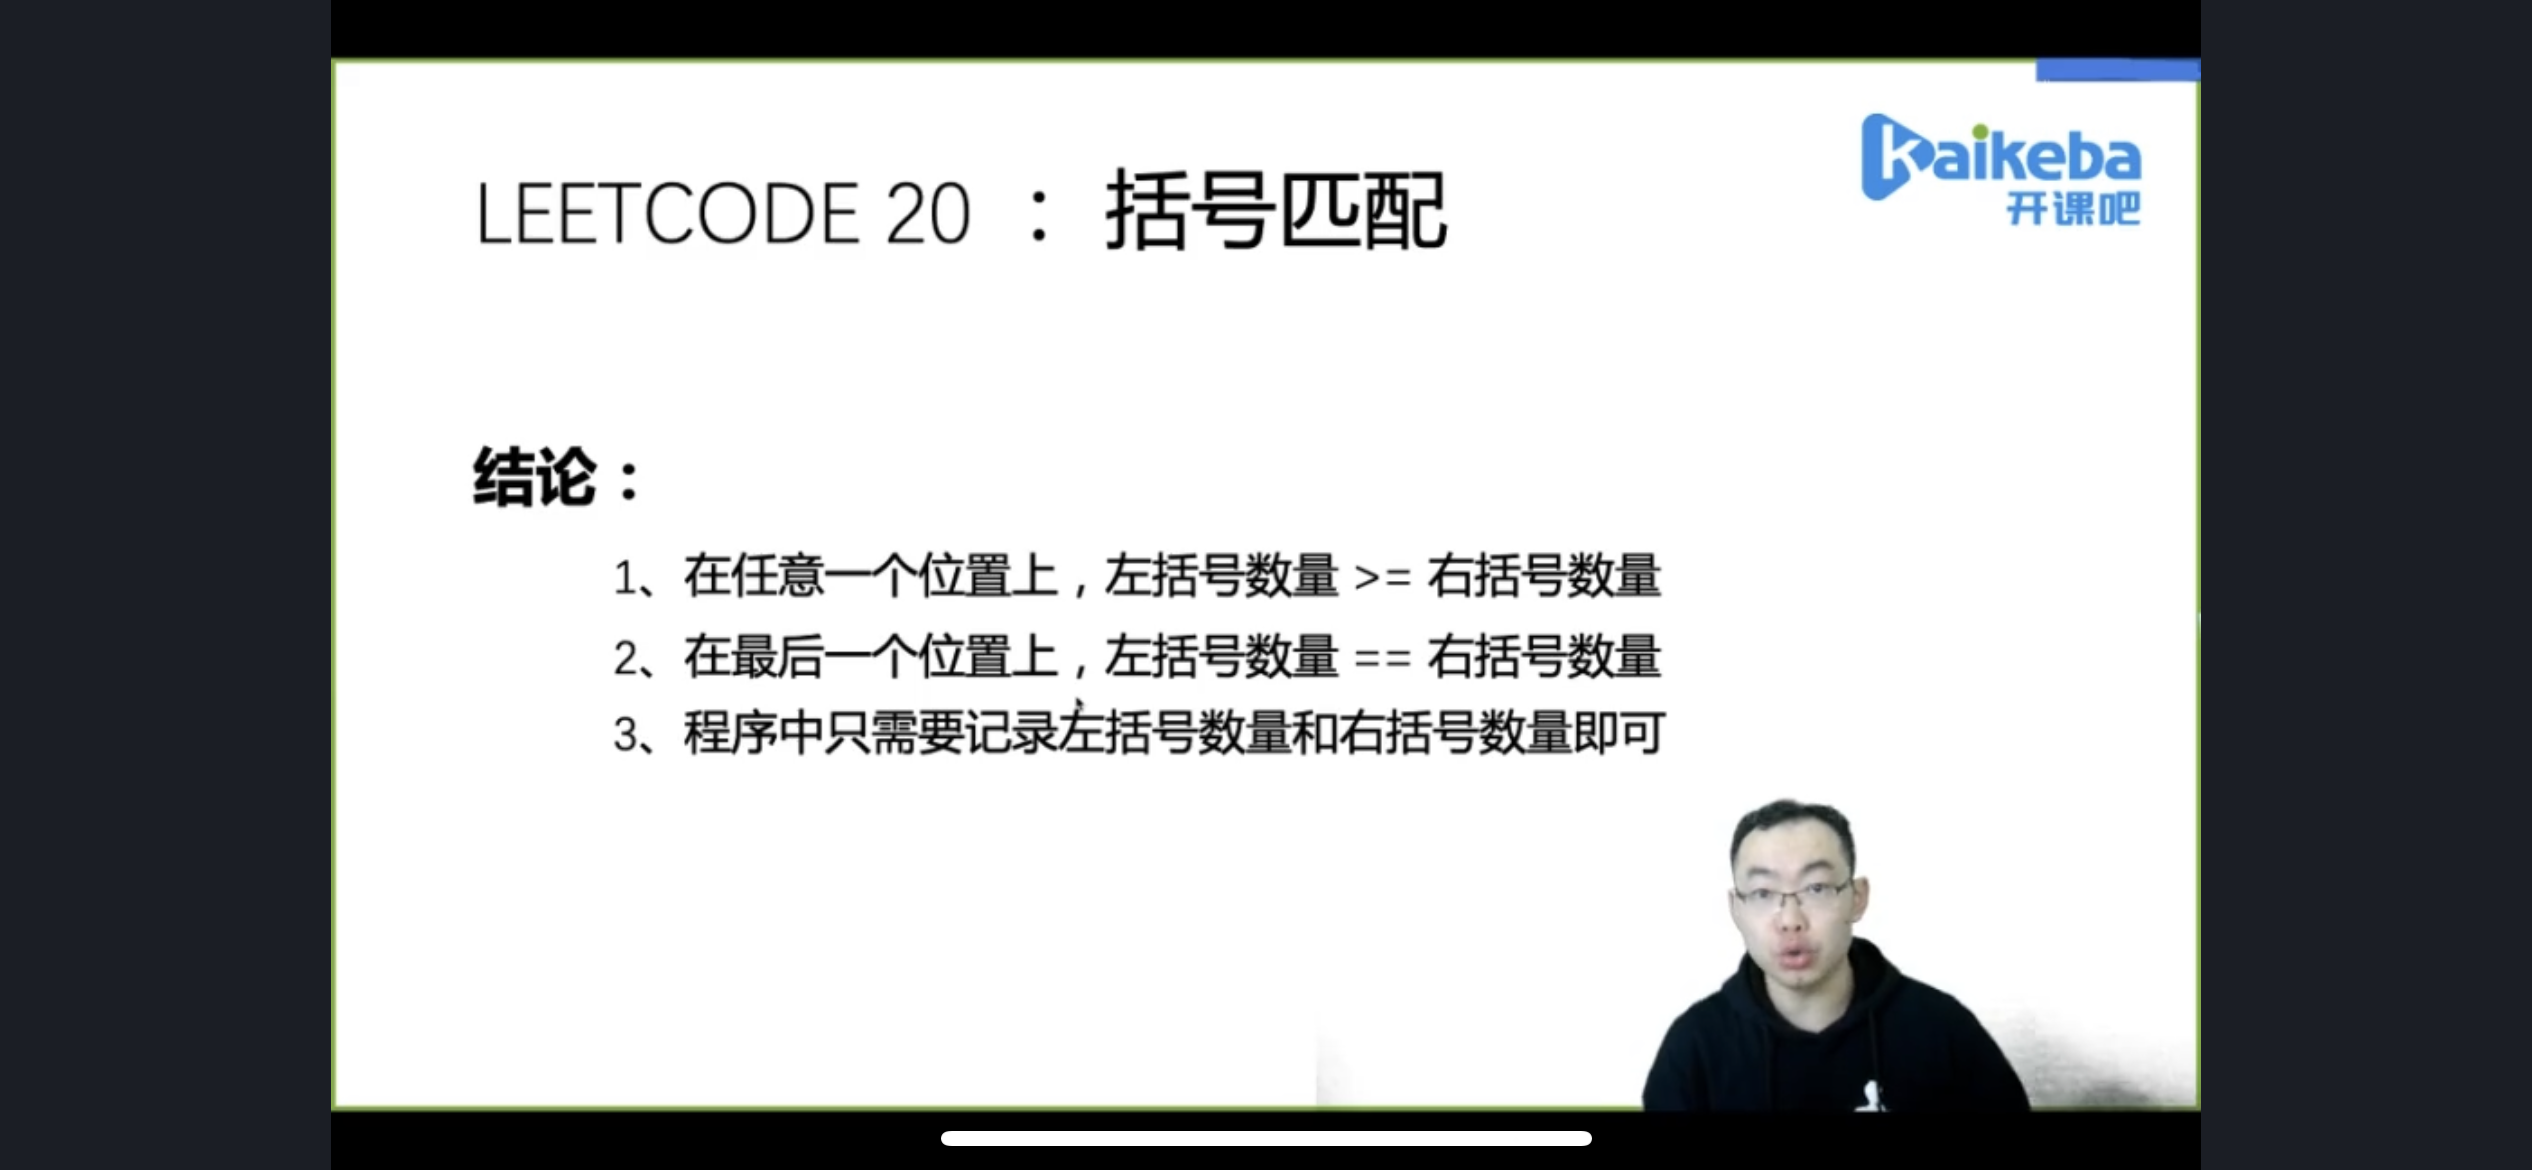 kaikeba
开课吧
LEETCODE 20 ： 括号匹配
结论：
1、在任意一个位置上，左括号数量 >= 右括号数量
2、在最后一个位置上，左括号数量 == 右括号数量
3、程序中只需要记录左括号数量和右括号数量即可